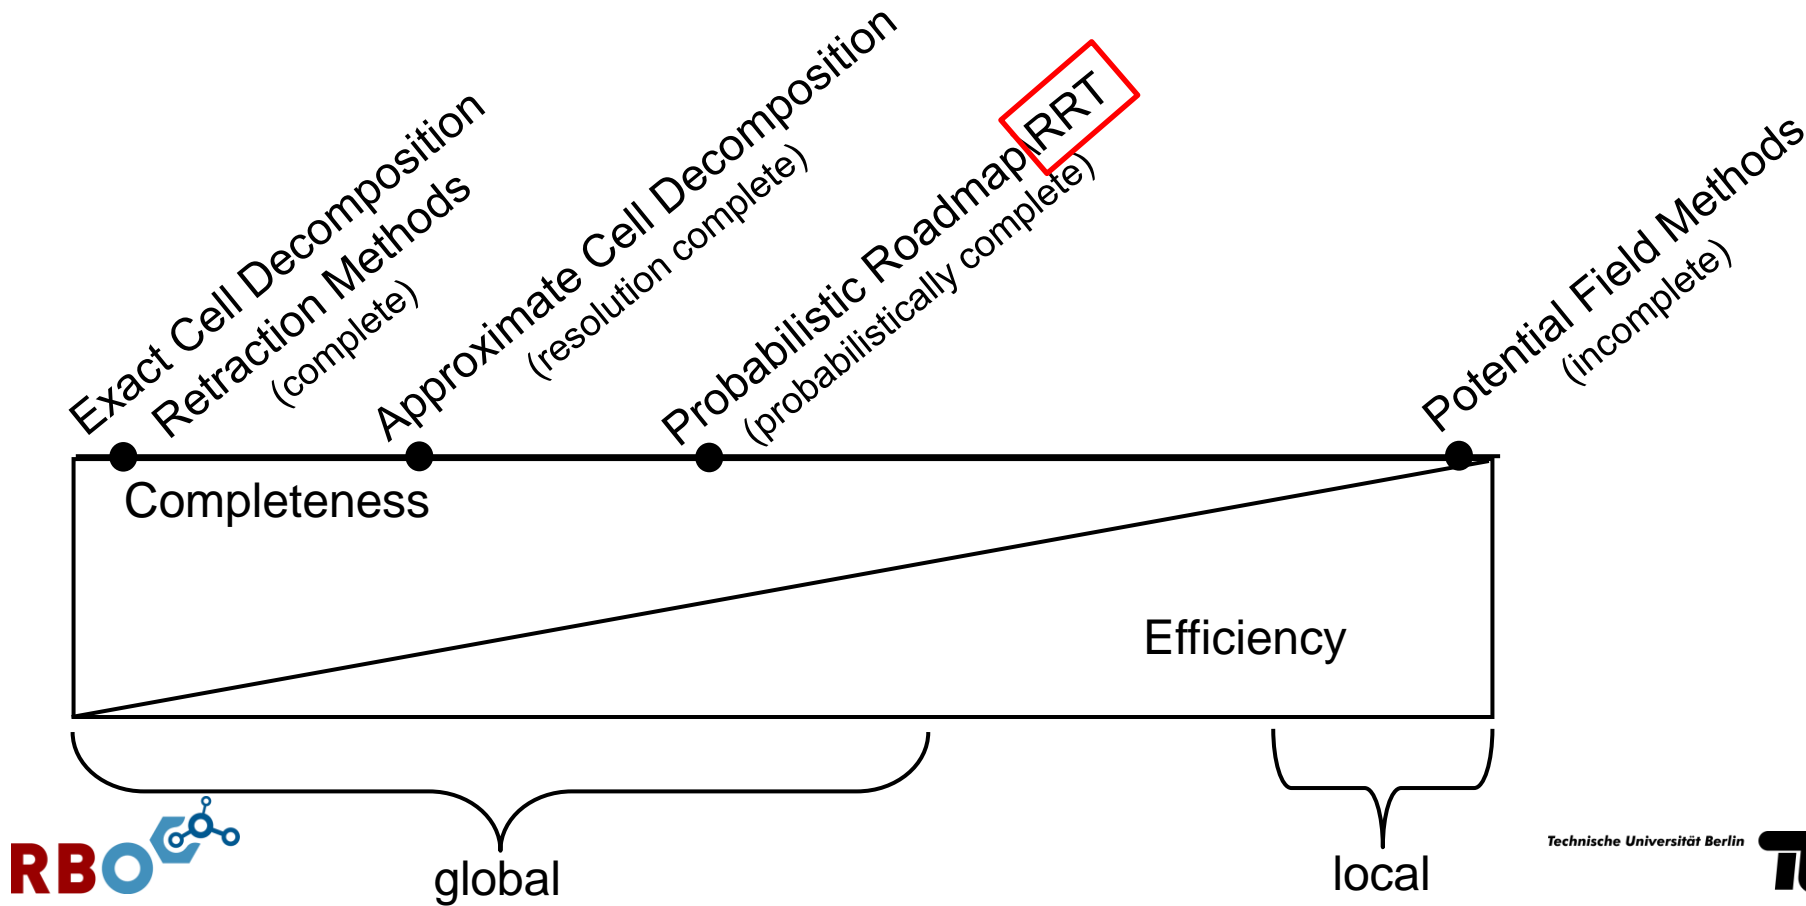 Exact Cell Decomposition
Retraction Methods
(complete)
Approximate Cell Decomposition
(resolution complete)
Probabilistic Roadmap\RRT
(probabilistically complete)
Potential Field Methods
(incomplete)
Completeness
Efficiency
global
local
RBO
Technische Universität Berlin